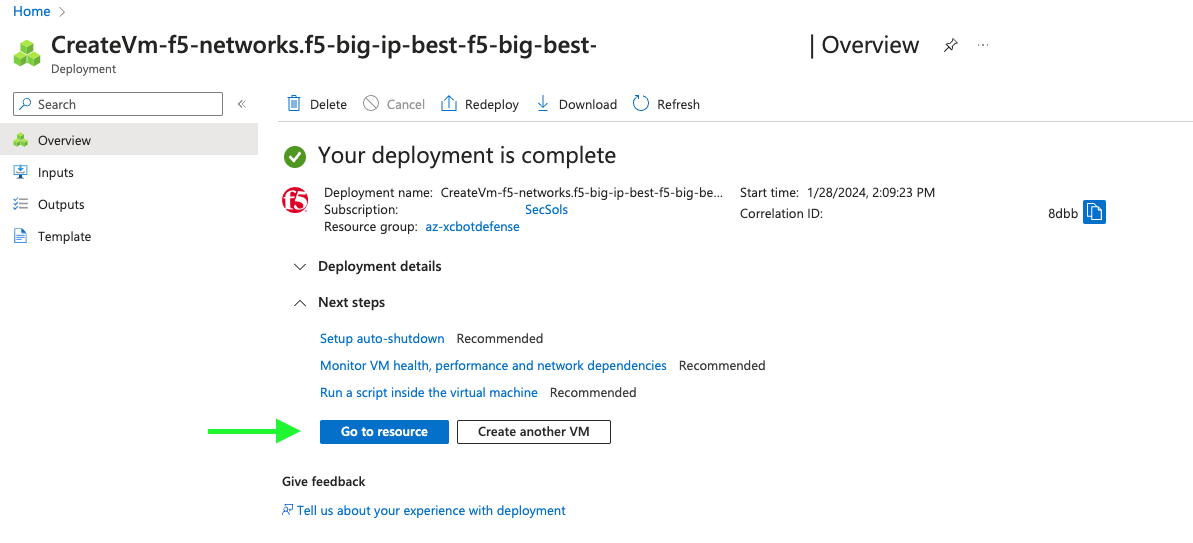 Home
CreateVm-f5-networks.f5-big-ip-best-f5-big-best- | Overview
Deployment
Search
Delete Cancel Redeploy Download Refresh
Overview
Inputs
Outputs
Template
Your deployment is complete
f5
Deployment name: CreateVm-f5-networks.f5-big-ip-best-f5-big-be... Start time: 1/28/2024, 2:09:23 PM
Subscription: SecSols Correlation ID: 8dbb
Resource group: az-xcbotdefense
Deployment details
Next steps
Setup auto-shutdown Recommended
Monitor VM health, performance and network dependencies Recommended
Run a script inside the virtual machine Recommended
Go to resource Create another VM
Give feedback
Tell us about your experience with deployment